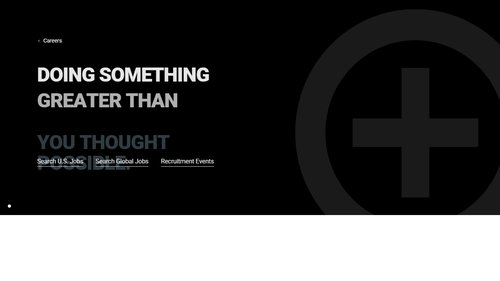 Careers
DOING SOMETHING
GREATER THAN
YOU THOUGHT
POSSIBLE.
Search U.S. Jobs
Search Global Jobs
Recruitment Events